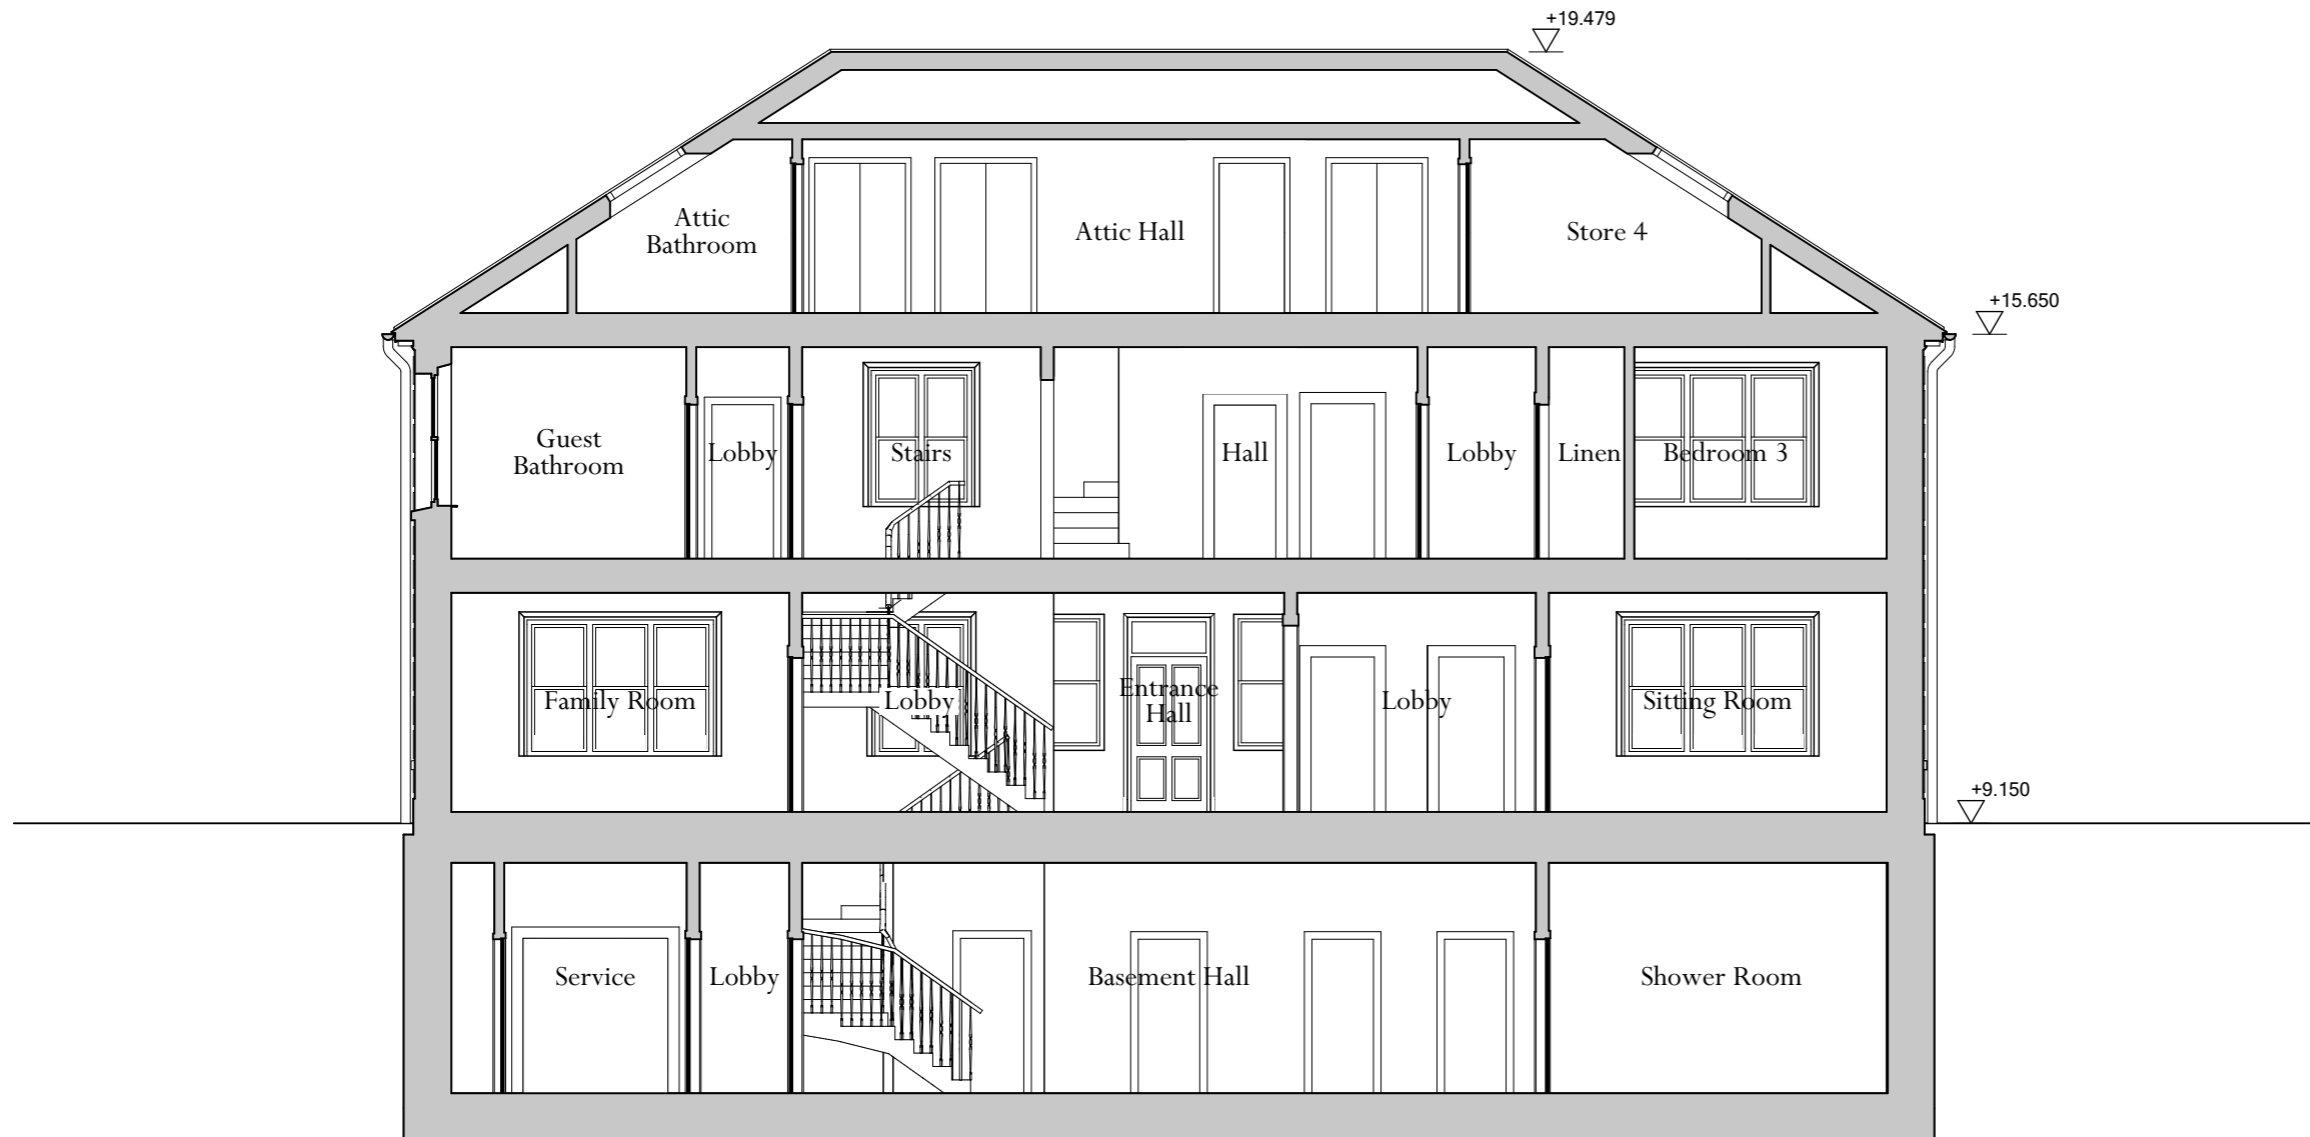 +19.479
Attic
Bathroom
Attic Hall
Store 4
+15.650
Guest
Bathroom
Lobby
Stairs
Hall
Lobby
Linen
Bedroom 3
Family Room
Lobby
Entrance
Hall
Lobby
Sitting Room
+9.150
Service
Lobby
Basement Hall
Shower Room